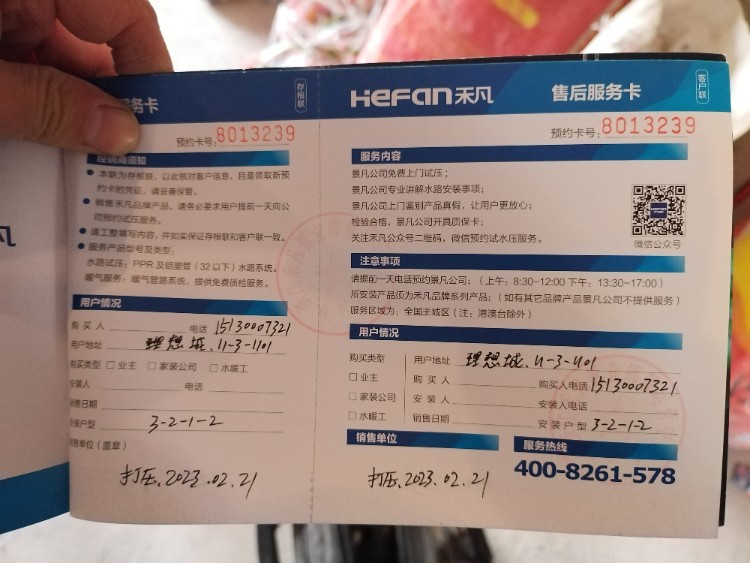 务卡
存根联
预约卡号:8013239
经销商须知
本联为存根联，以此核对客户信息，且是领取新预
约卡的凭证，请妥善保管。
销售禾凡品牌产品，请务必要求用户提前一天向公
司预约试压服务。
请工整填写内容，并如实保证存根联和客户联一致。
服务产品型号及类型:
水路试压: PPR 及铝塑管（32以下）水路系统。
暖气服务: 暖气管路系统，提供免费质检服务。
用户情况
购 买 人
电话 15130007321
用户地址 理想城.11-3-1101
购买类型 □ 业主 □ 家装公司 □ 水暖工
安装人 电话
销售日期
安装户型 3-2-1-2
销售单位（盖章）
打压.2023.02.21
HeFan禾凡
售后服务卡
客户联
预约卡号:8013239
服务内容
景凡公司免费上门试压;
景凡公司专业讲解水路安装事项;
景凡公司上门鉴别产品真假，让用户更放心;
检验合格，景凡公司开具质保卡;
关注禾凡公众号二维码，微信预约试水压服务。
微信公众号
注意事项
请提前一天电话预约景凡公司;（上午: 8:30-12:00 下午: 13:30-17:00）
所安装产品须为禾凡品牌系列产品;（如有其它品牌产品景凡公司不提供服务）
服务区域为: 全国主城区（注: 港澳台除外）
用户情况
购买类型
用户地址 理想城.11-3-1101
□ 业主
购 买 人 购买人电话 15130007321
□ 家装公司
安 装 人 安装人电话
□ 水暖工
销售日期 安 装 户 型 3-2-1-2
销售单位
服务热线
400-8261-578
打压.2023.02.21
凡